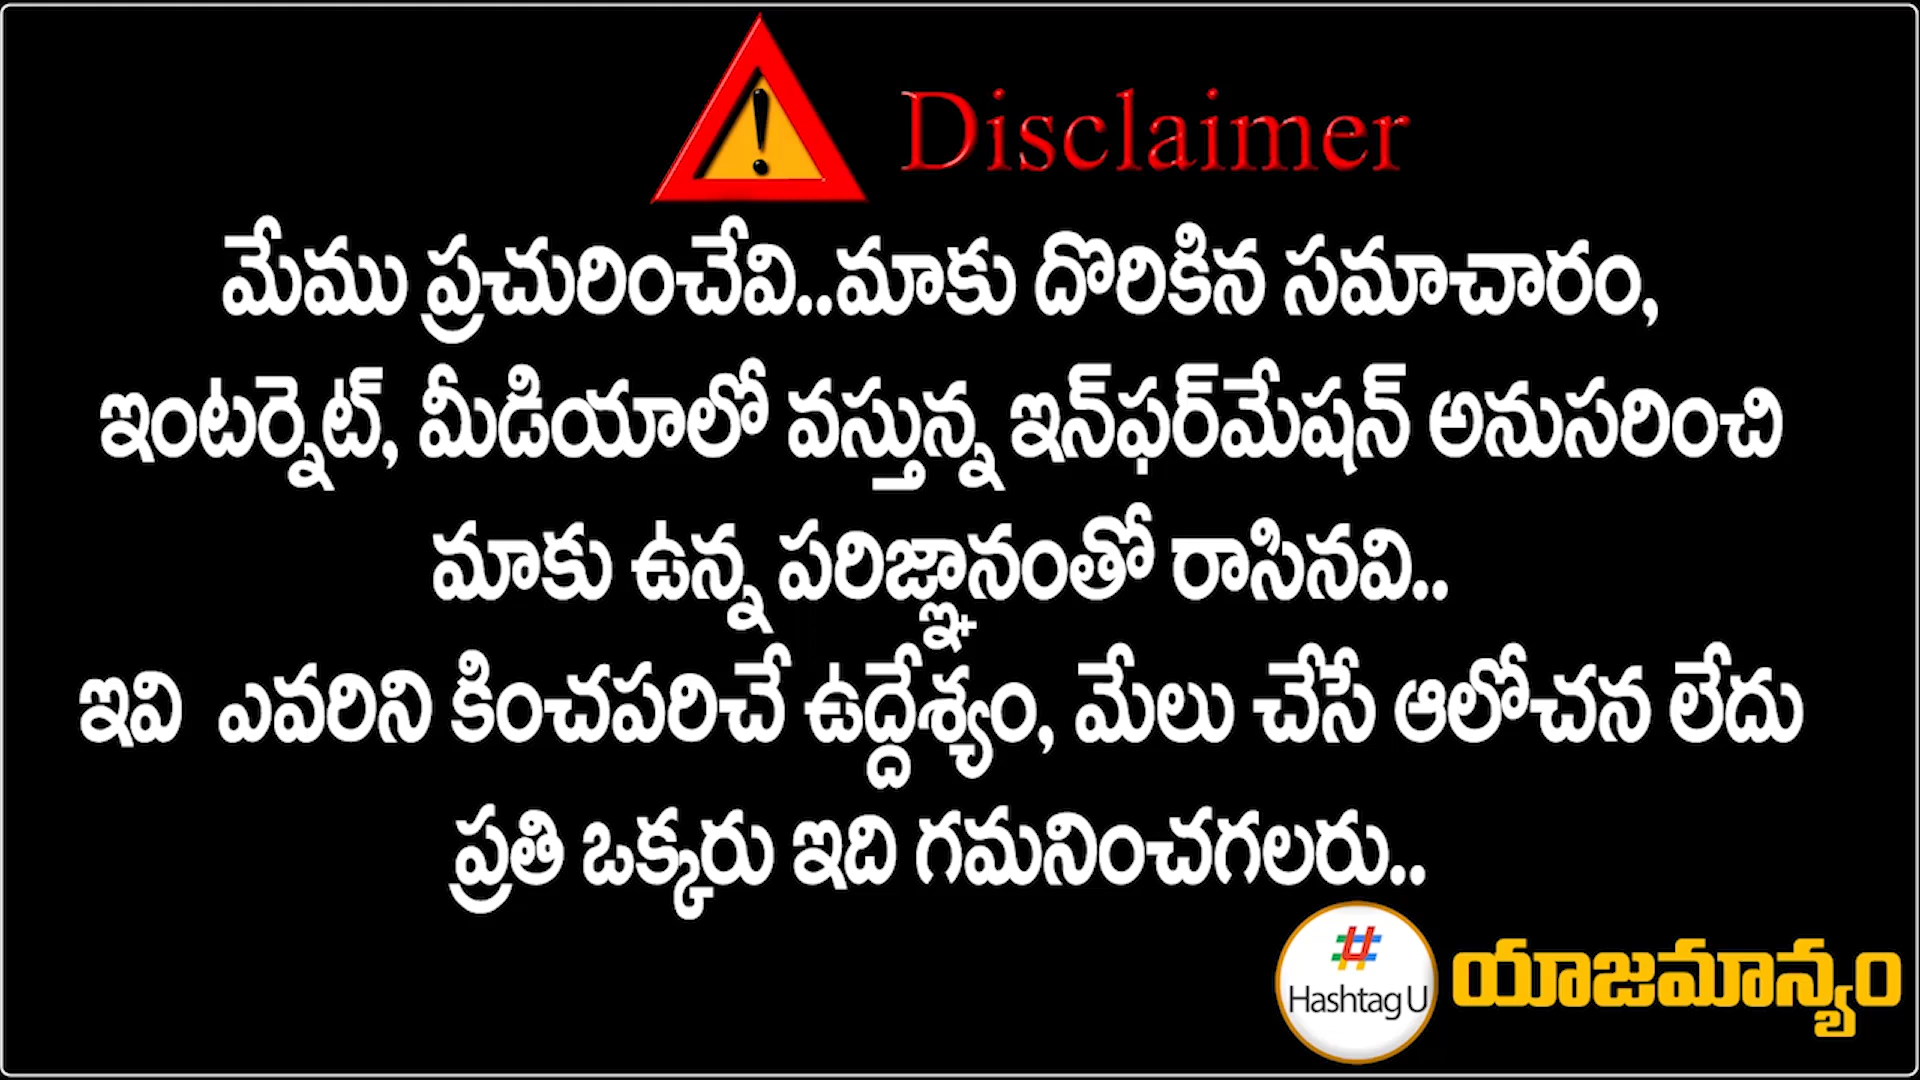 Disclaimer
మేము ప్రచురించేవి..మాకు దొరికిన సమాచారం,
ఇంటర్నెట్, మీడియాలో వస్తున్న ఇన్‌ఫర్‌మేషన్ అనుసరించి
మాకు ఉన్న పరిజ్ఞానంతో రాసినవి..
ఇవి ఎవరిని కించపరిచే ఉద్దేశ్యం, మేలు చేసే ఆలోచన లేదు
ప్రతి ఒక్కరు ఇది గమనించగలరు..
Hashtag U
యాజమాన్యం